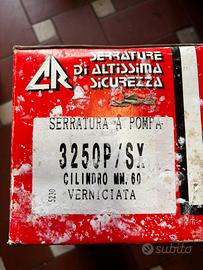 CR
SERRATURE
DI ALTISSIMA
SICUREZZA
SERRATURA A POMPA
3250P/SX
CILINDRO MM.60
VERNICIATA
5230
subito